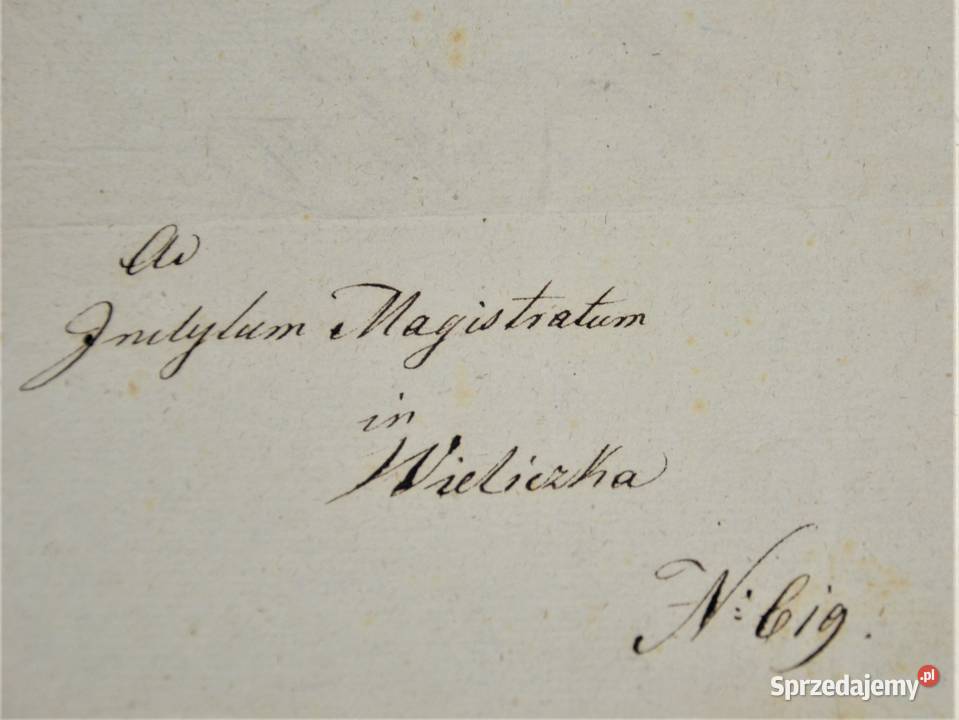 Ad
Inclytum Magistratum
in
Wieliczka
N: 619.
Sprzedajemy.pl